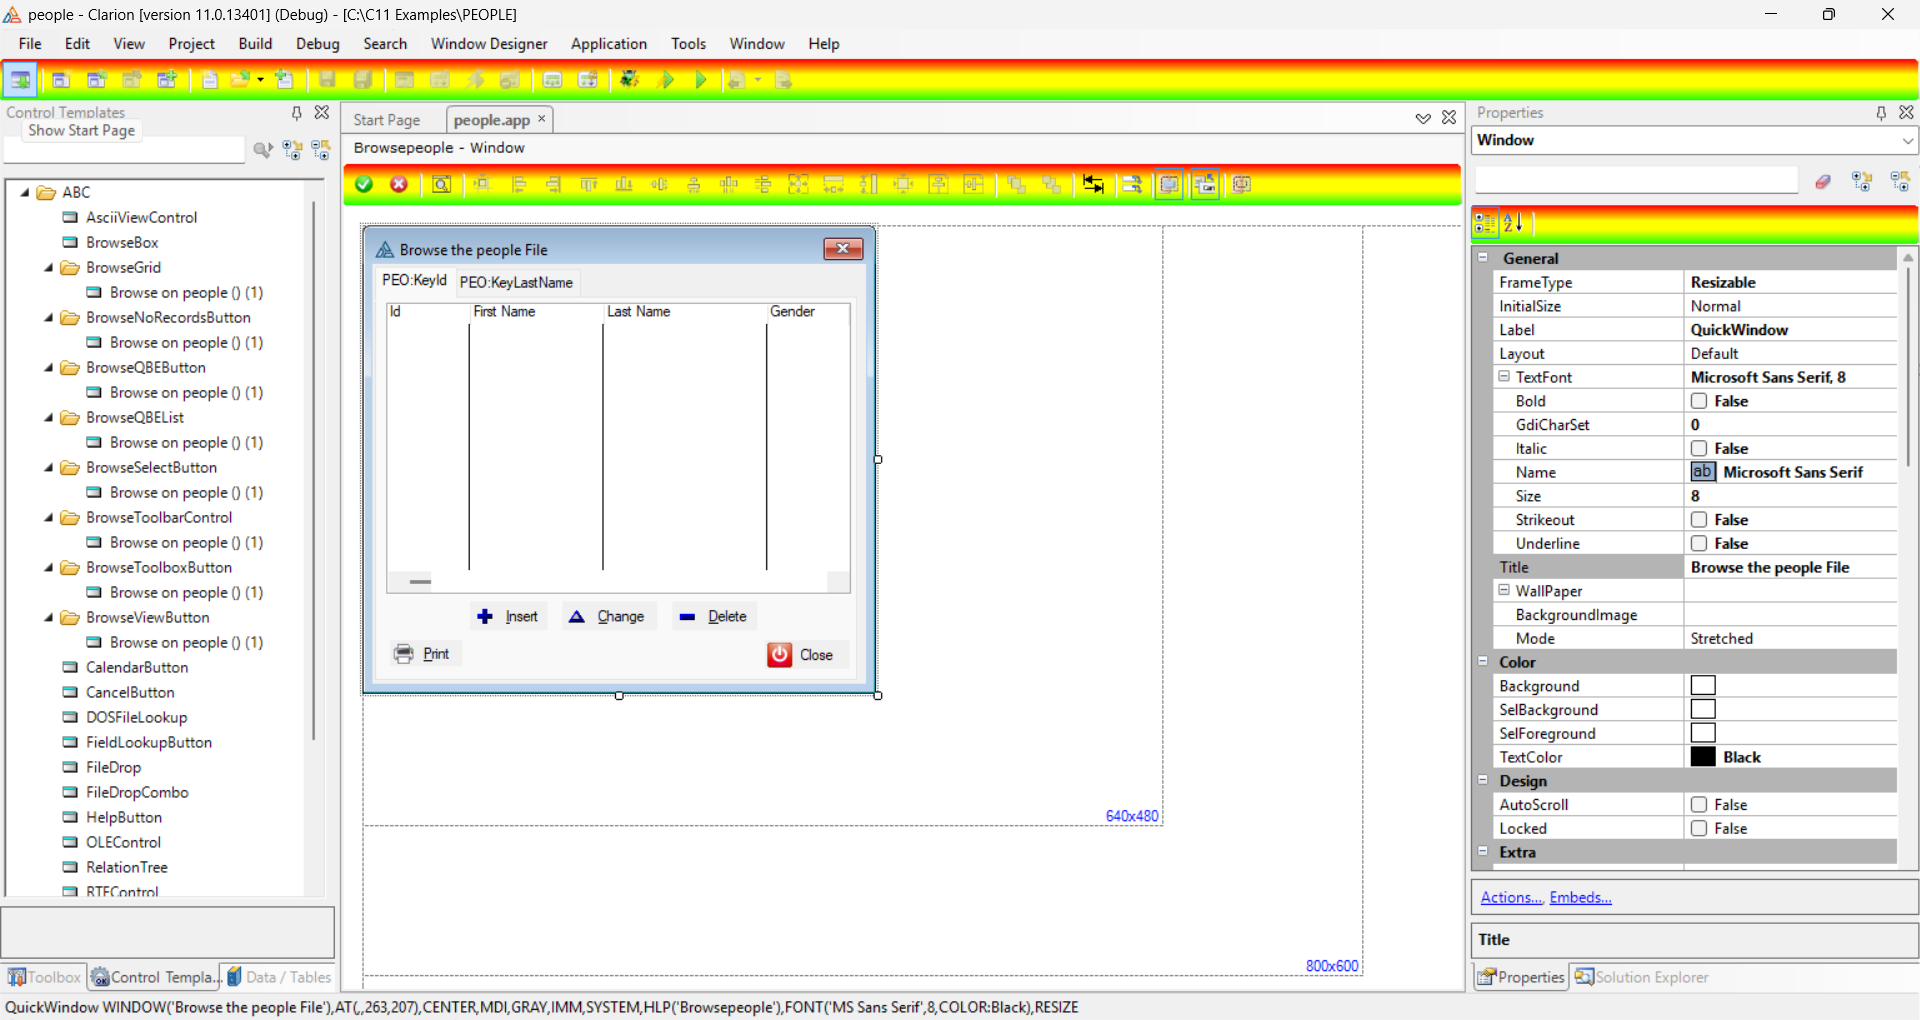 people - Clarion [version 11.0.13401] (Debug) - [C:\C11 Examples\PEOPLE]
File Edit View Project Build Debug Search Window Designer Application Tools Window Help
Control Templates
Show Start Page
ABC
AsciiViewControl
BrowseBox
BrowseGrid
Browse on people () (1)
BrowseNoRecordsButton
Browse on people () (1)
BrowseQBEButton
Browse on people () (1)
BrowseQBEList
Browse on people () (1)
BrowseSelectButton
Browse on people () (1)
BrowseToolbarControl
Browse on people () (1)
BrowseToolboxButton
Browse on people () (1)
BrowseViewButton
Browse on people () (1)
CalendarButton
CancelButton
DOSFileLookup
FieldLookupButton
FileDrop
FileDropCombo
HelpButton
OLEControl
RelationTree
RTFControl
Toolbox Control Templa... Data / Tables
Start Page people.app
Browsepeople - Window
Browse the people File
PEO:KeyId PEO:KeyLastName
Id First Name Last Name Gender
Insert Change Delete
Print Close
640x480
800x600
Properties
Window
General
FrameType Resizable
InitialSize Normal
Label QuickWindow
Layout Default
TextFont Microsoft Sans Serif, 8
Bold False
GdiCharSet 0
Italic False
Name ab Microsoft Sans Serif
Size 8
Strikeout False
Underline False
Title Browse the people File
WallPaper
BackgroundImage
Mode Stretched
Color
Background
SelBackground
SelForeground
TextColor Black
Design
AutoScroll False
Locked False
Extra
Actions... Embeds...
Title
Properties Solution Explorer
QuickWindow WINDOW('Browse the people File'),AT(,,263,207),CENTER,MDI,GRAY,IMM,SYSTEM,HLP('Browsepeople'),FONT('MS Sans Serif',8,COLOR:Black),RESIZE